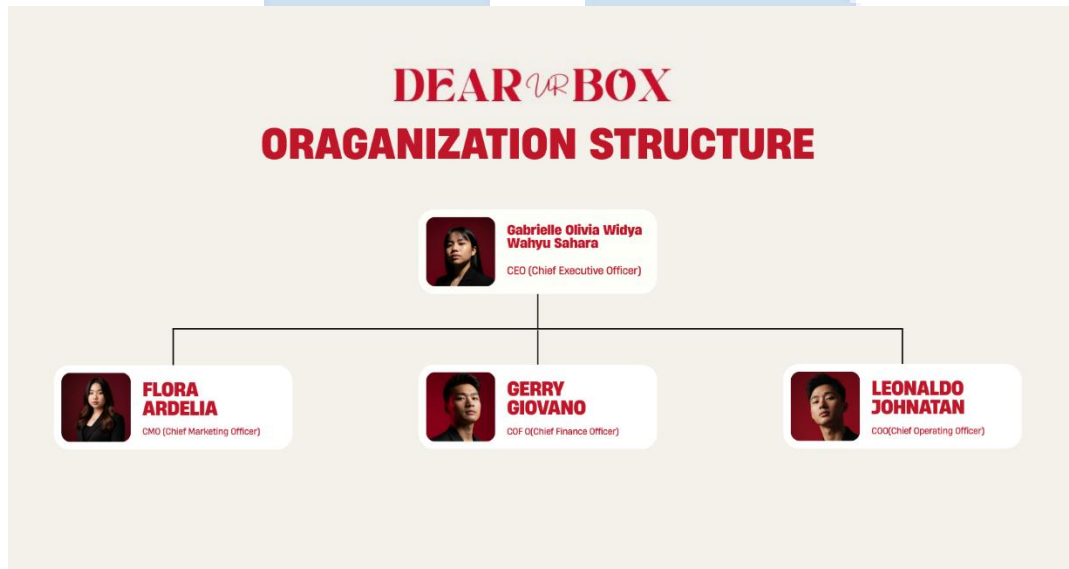 DEAR UR BOX
ORAGANIZATION STRUCTURE
Gabrielle Olivia Widya
Wahyu Sahara
CEO (Chief Executive Officer)
FLORA
ARDELIA
CMO (Chief Marketing Officer)
GERRY
GIOVANO
COF O(Chief Finance Officer)
LEONALDO
JOHNATAN
COO(Chief Operating Officer)